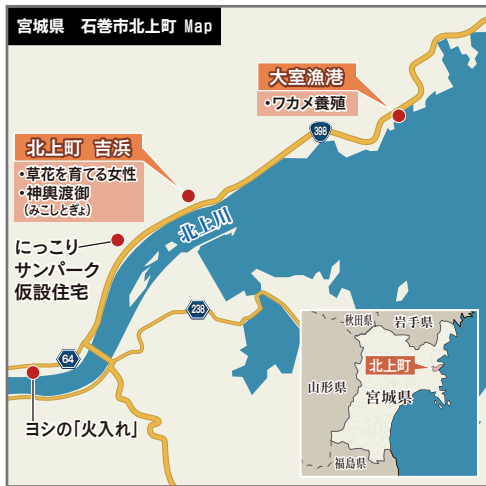 宮城県 石巻市北上町 Map
大室漁港
・ワカメ養殖
398
北上町 吉浜
・草花を育てる女性
・神輿渡御
(みこしとぎょ)
北上川
にっこり
サンパーク
仮設住宅
238
64
ヨシの「火入れ」
秋田県
岩手県
北上町
山形県
宮城県
福島県